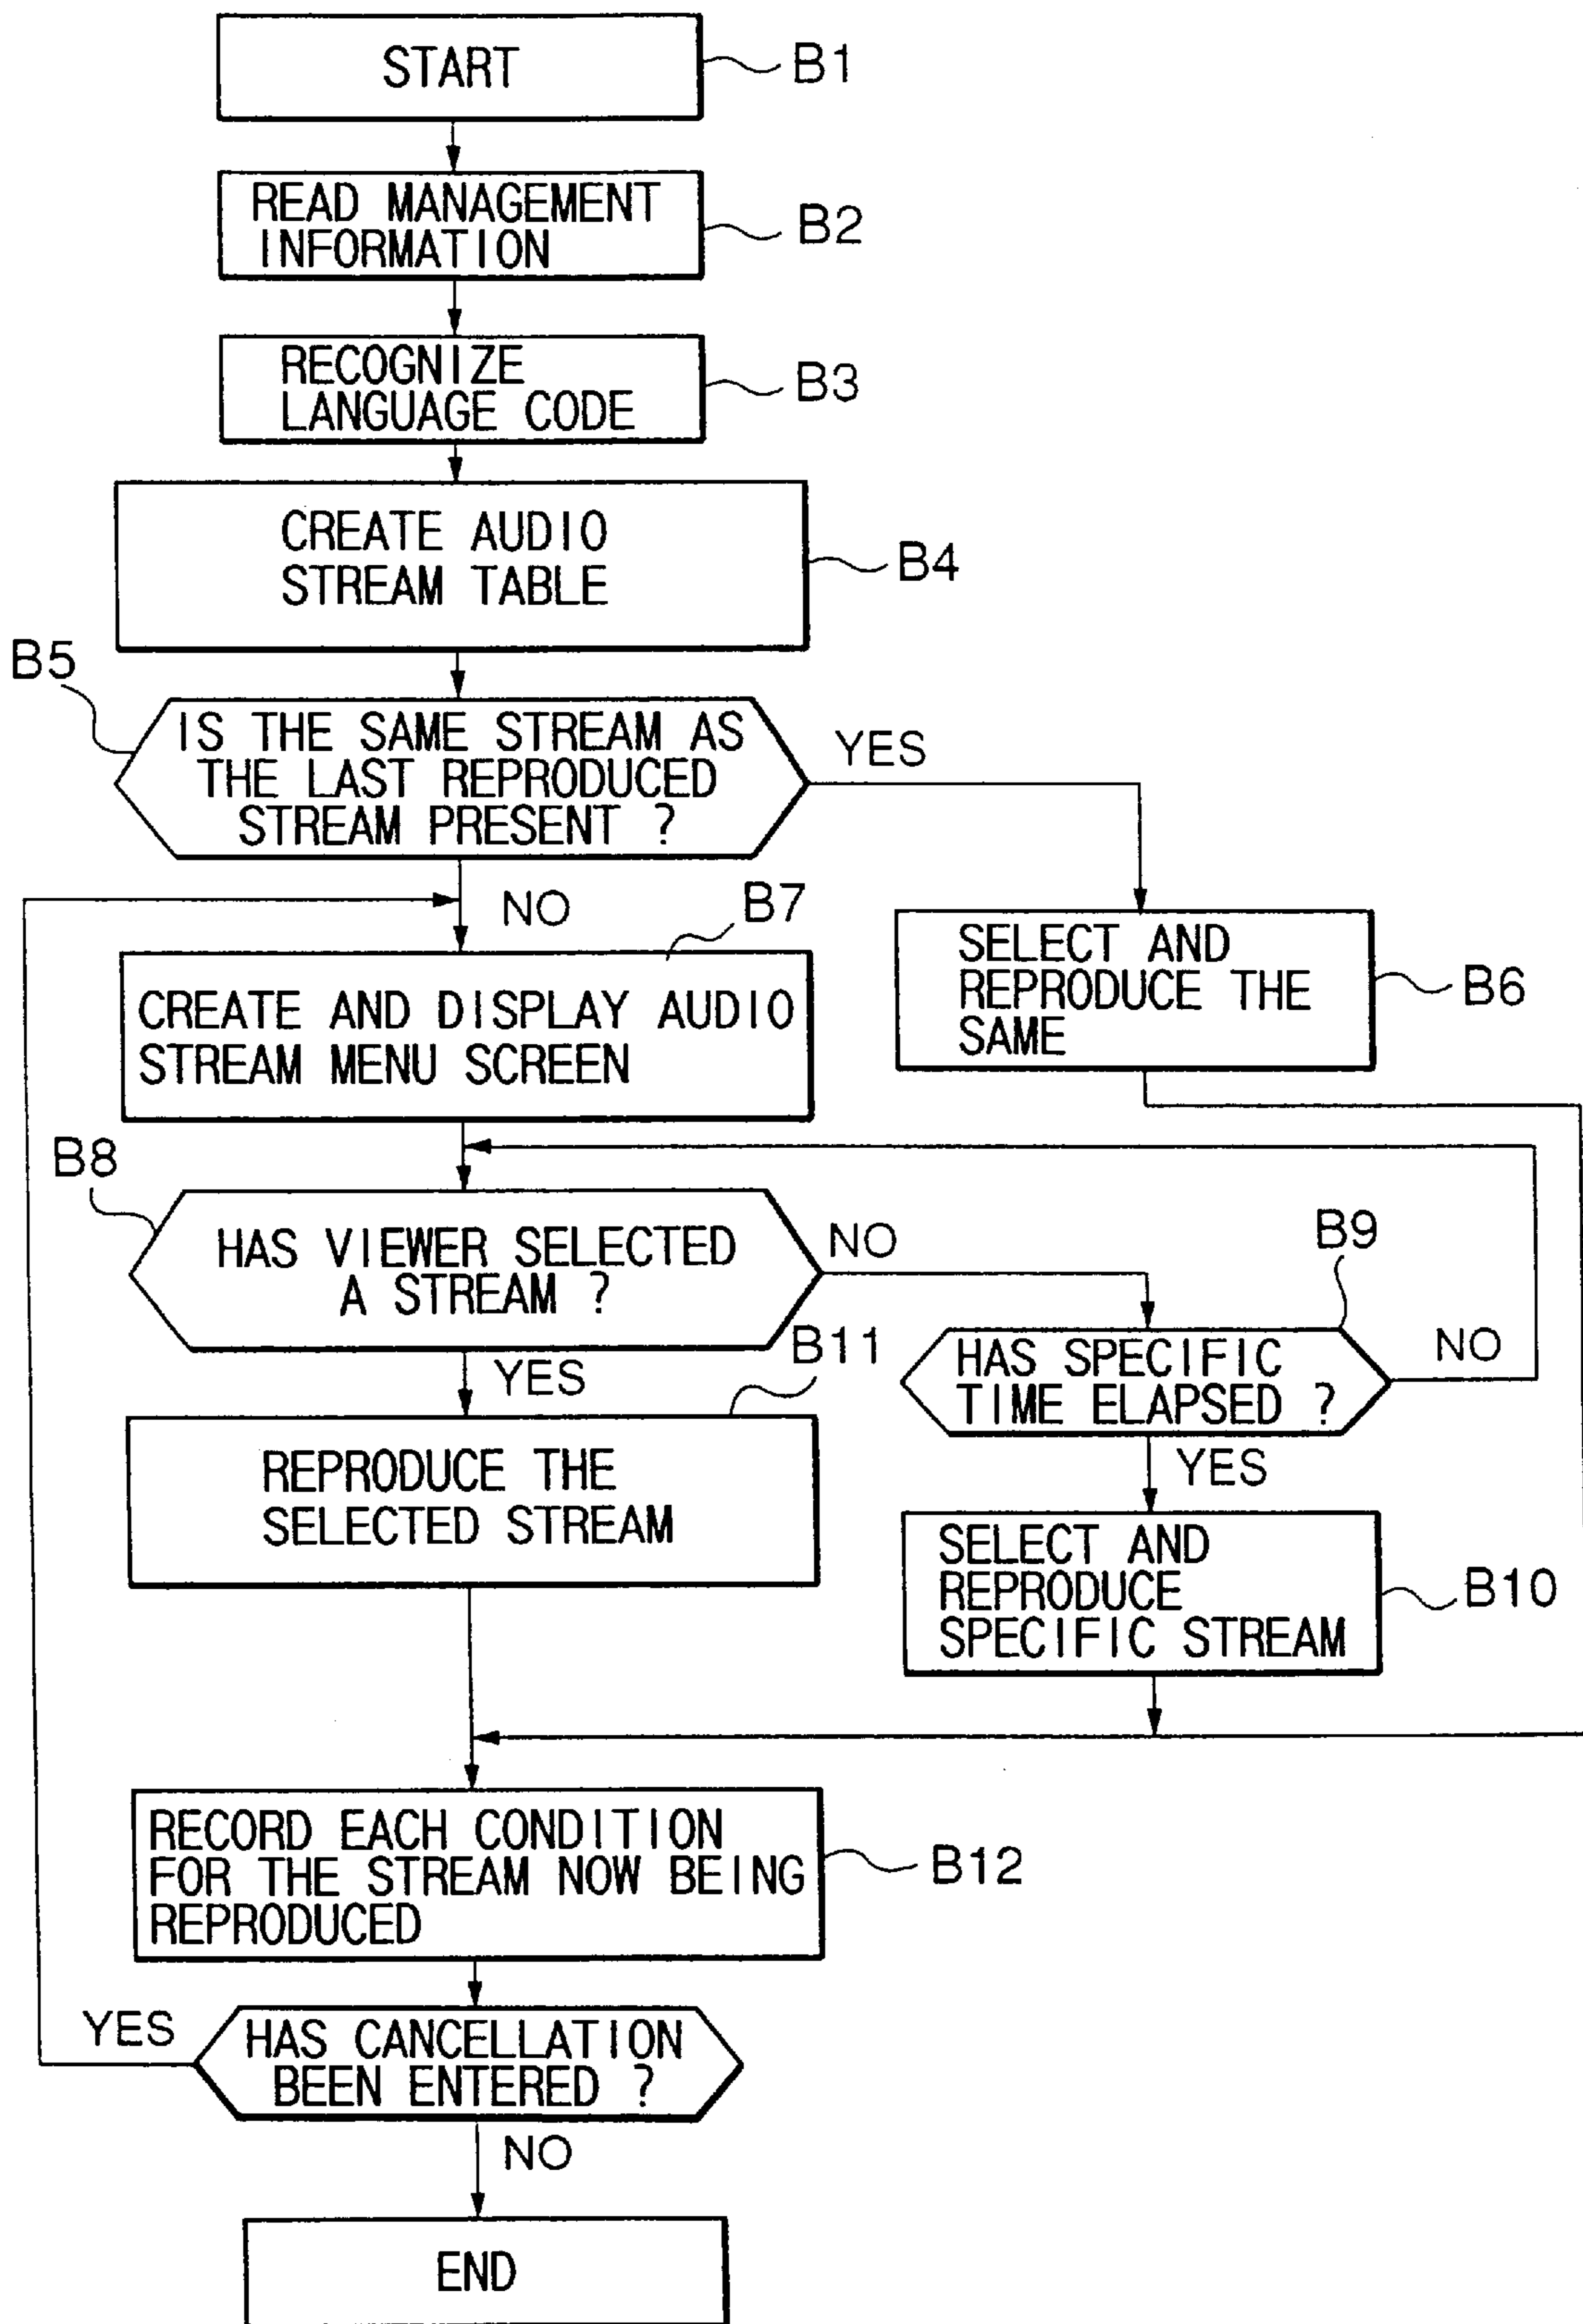 START
B1
READ MANAGEMENT
INFORMATION
B2
RECOGNIZE
LANGUAGE CODE
B3
CREATE AUDIO
STREAM TABLE
B4
B5
IS THE SAME STREAM AS
THE LAST REPRODUCED
STREAM PRESENT ?
YES
NO
B7
SELECT AND
REPRODUCE THE
SAME
B6
CREATE AND DISPLAY AUDIO
STREAM MENU SCREEN
B8
HAS VIEWER SELECTED
A STREAM ?
NO
B9
HAS SPECIFIC
TIME ELAPSED ?
NO
YES
B11
YES
REPRODUCE THE
SELECTED STREAM
SELECT AND
REPRODUCE
SPECIFIC STREAM
B10
RECORD EACH CONDITION
FOR THE STREAM NOW BEING
REPRODUCED
B12
YES
HAS CANCELLATION
BEEN ENTERED ?
NO
END